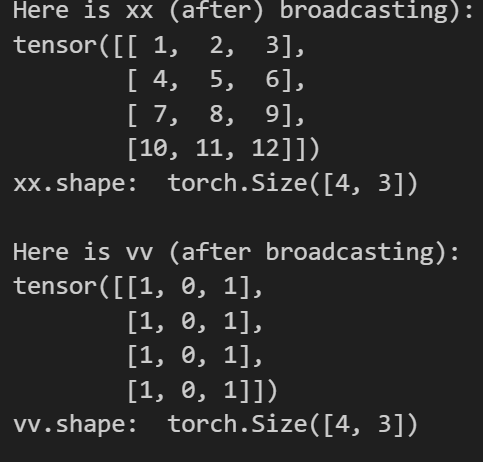 Here is xx (after) broadcasting):
tensor([[ 1,  2,  3],
        [ 4,  5,  6],
        [ 7,  8,  9],
        [10, 11, 12]])
xx.shape:  torch.Size([4, 3])

Here is vv (after broadcasting):
tensor([[1, 0, 1],
        [1, 0, 1],
        [1, 0, 1],
        [1, 0, 1]])
vv.shape:  torch.Size([4, 3])